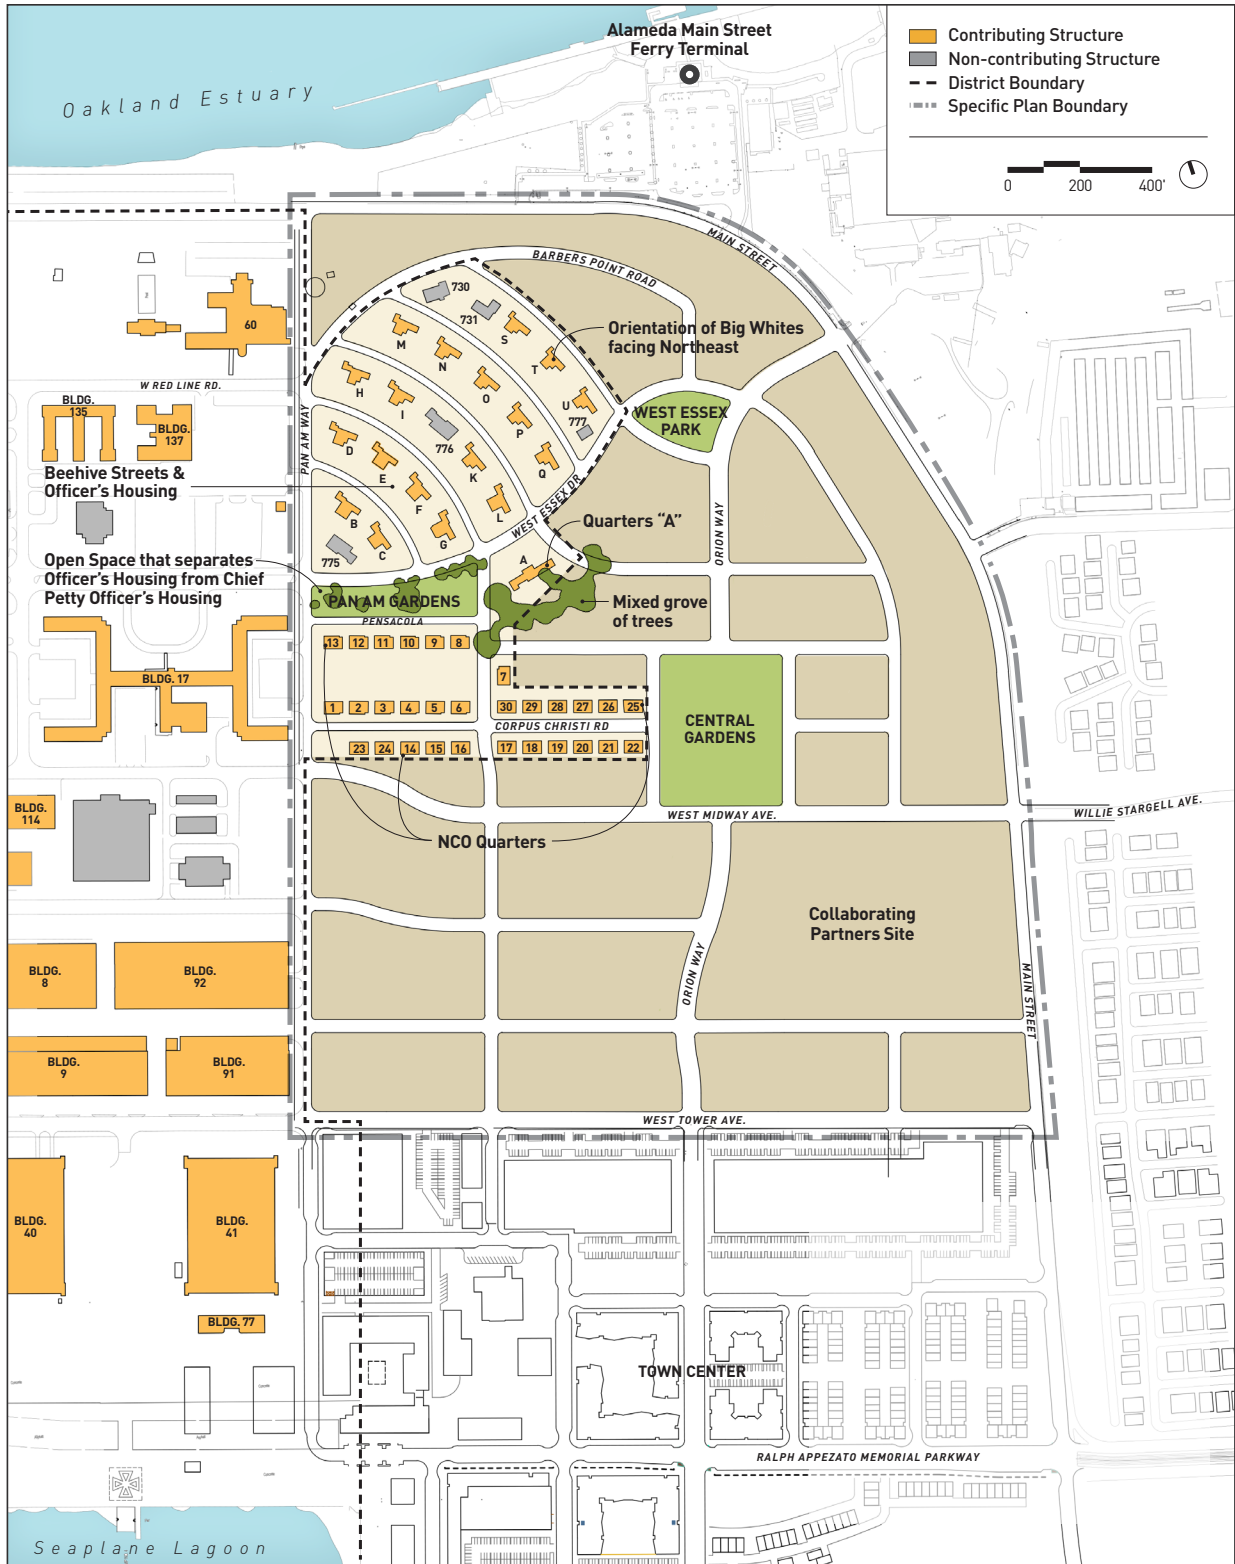 Alameda Main Street
Ferry Terminal
Contributing Structure
Non-contributing Structure
District Boundary
Specific Plan Boundary
0 200 400'
Oakland Estuary
MAIN STREET
BARBERS POINT ROAD
730
731
60
M
S
Orientation of Big Whites
facing Northeast
N
T
W RED LINE RD.
H
O
I
U
BLDG.
135
BLDG.
137
PAN AM WAY
WEST ESSEX
PARK
777
P
776
D
E
K
Q
Beehive Streets &
Officer's Housing
F
L
WEST ESSEX DR
B
G
C
775
Quarters "A"
ORION WAY
A
Open Space that separates
Officer's Housing from Chief
Petty Officer's Housing
PAN AM GARDENS
PENSACOLA
Mixed grove
of trees
13 12 11 10 9 8
7
BLDG. 17
1 2 3 4 5 6
30 29 28 27 26 25
CORPUS CHRISTI RD
23 24 14 15 16
17 18 19 20 21 22
CENTRAL
GARDENS
BLDG.
114
WEST MIDWAY AVE.
WILLIE STARGELL AVE.
NCO Quarters
Collaborating
Partners Site
BLDG.
8
BLDG.
92
ORION WAY
MAIN STREET
BLDG.
9
BLDG.
91
WEST TOWER AVE.
BLDG.
40
BLDG.
41
BLDG. 77
TOWN CENTER
RALPH APPEZATO MEMORIAL PARKWAY
Seaplane Lagoon